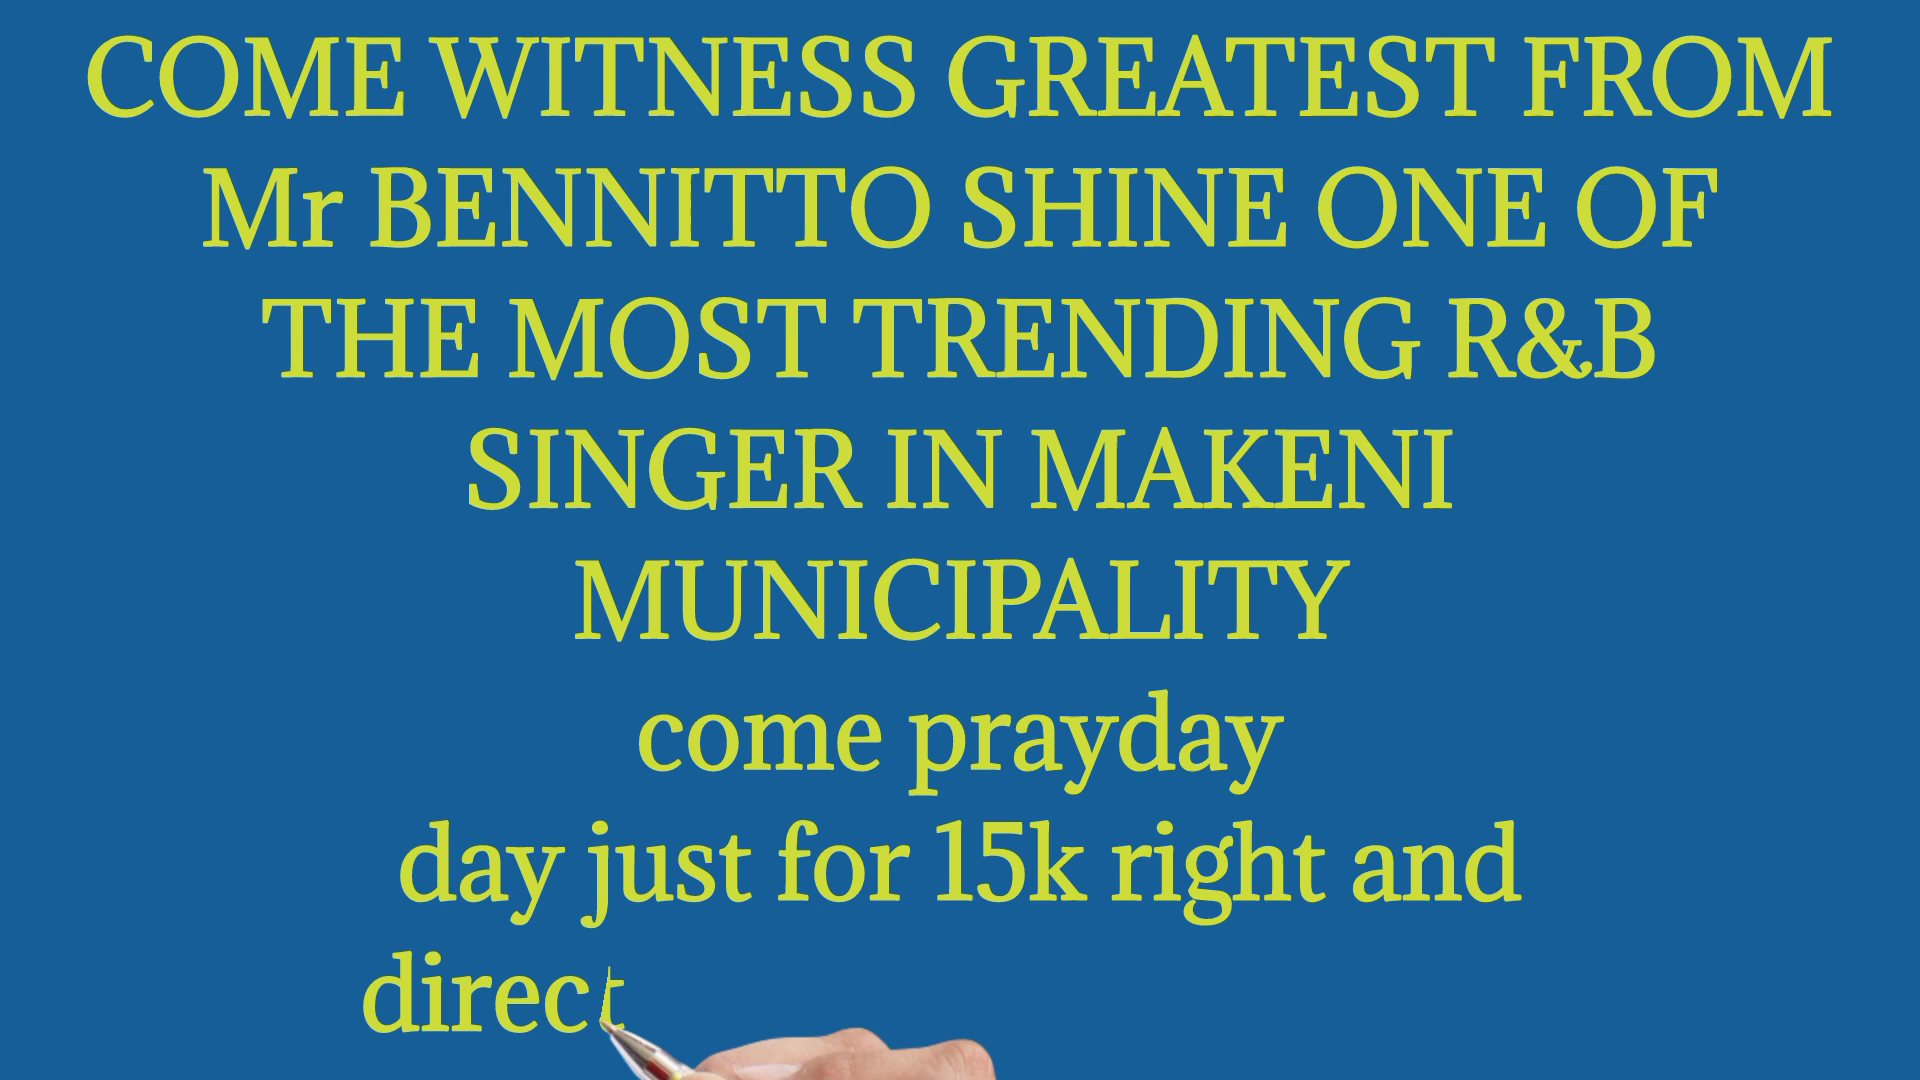 COME WITNESS GREATEST FROM
Mr BENNITTO SHINE ONE OF
THE MOST TRENDING R&B
SINGER IN MAKENI
MUNICIPALITY
come prayday
day just for 15k right and
direct